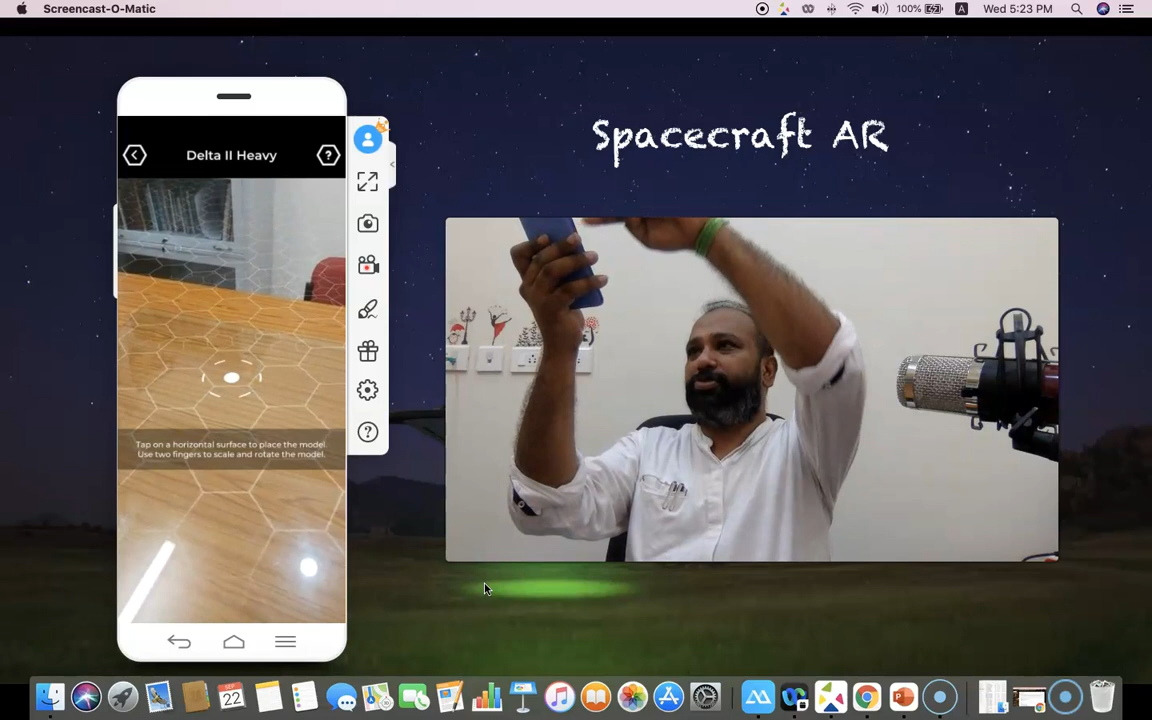 Screencast-O-Matic
100%
A
Wed 5:23 PM
Spacecraft AR
Delta II Heavy
?
Tap on a horizontal surface to place the model.
Use two fingers to scale and rotate the model.
?
SEP
22